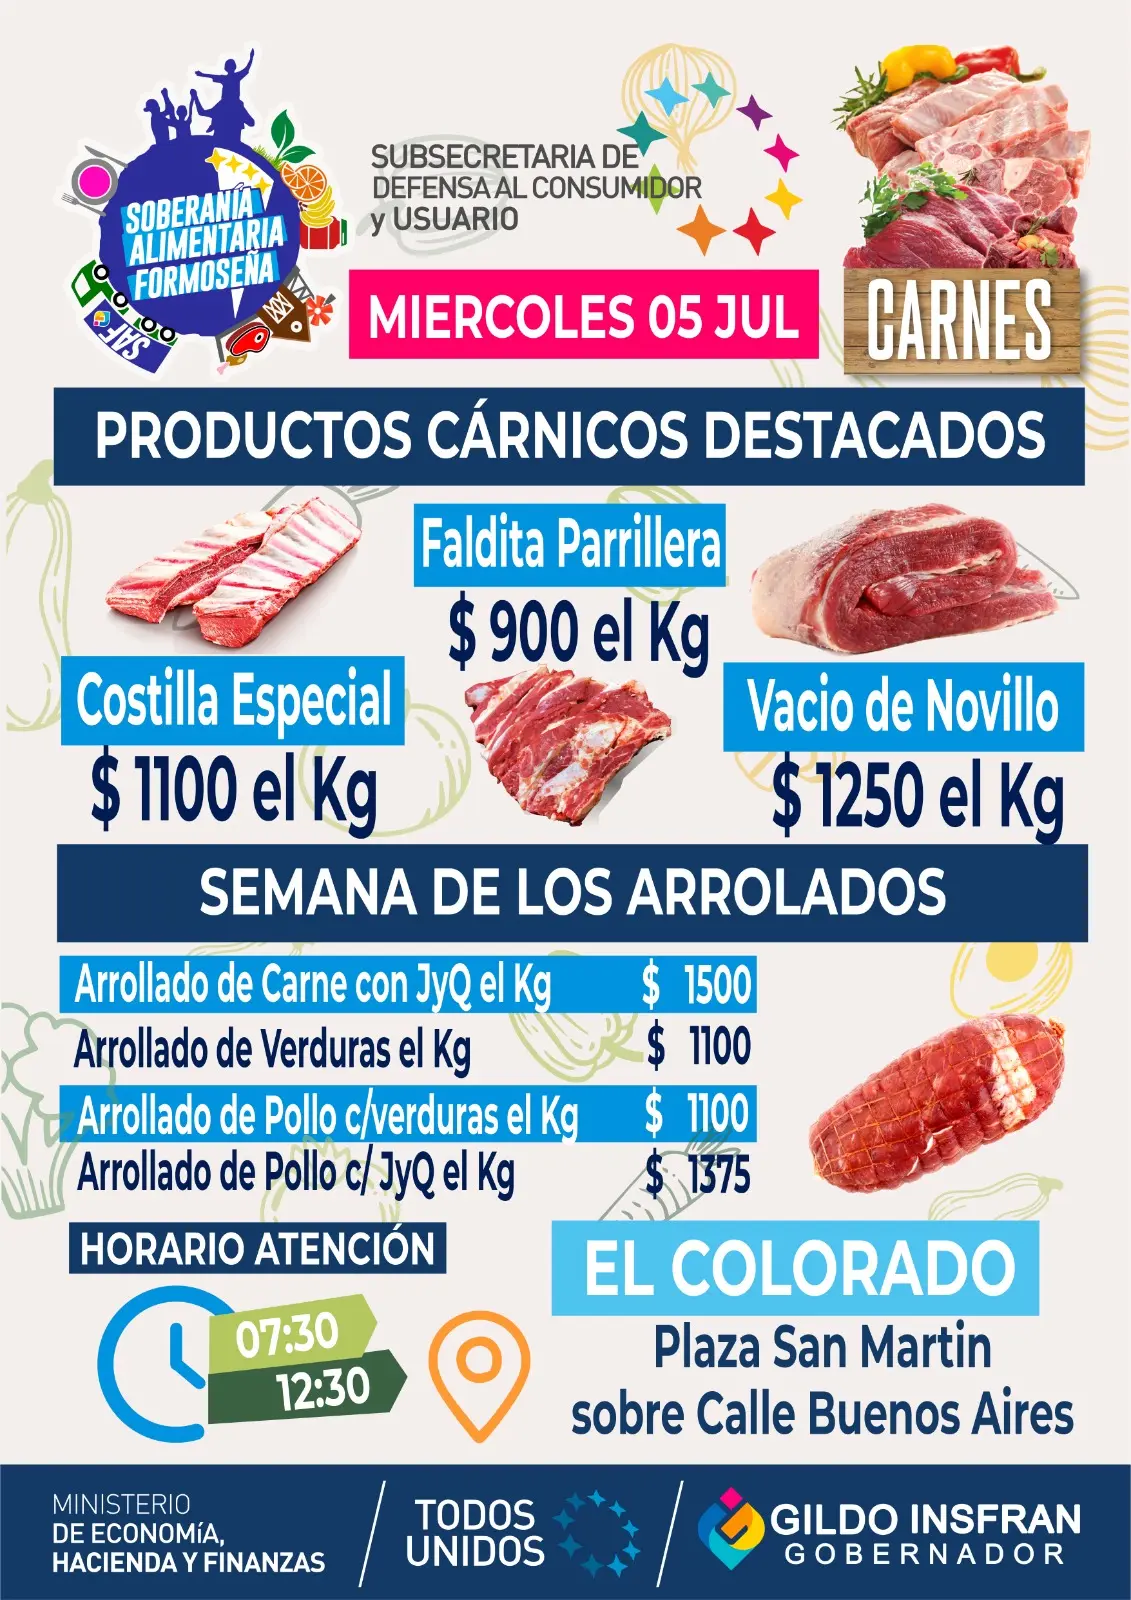 SOBERANÍA
ALIMENTARIA
FORMOSEÑA
SAF
SUBSECRETARIA DE
DEFENSA AL CONSUMIDOR
y USUARIO
MIERCOLES 05 JUL
CARNES
PRODUCTOS CÁRNICOS DESTACADOS
Faldita Parrillera
$ 900 el Kg
Costilla Especial
$ 1100 el Kg
Vacio de Novillo
$ 1250 el Kg
SEMANA DE LOS ARROLADOS
Arrollado de Carne con JyQ el Kg $ 1500
Arrollado de Verduras el Kg $ 1100
Arrollado de Pollo c/verduras el Kg $ 1100
Arrollado de Pollo c/ JyQ el Kg $ 1375
HORARIO ATENCIÓN
07:30
12:30
EL COLORADO
Plaza San Martin
sobre Calle Buenos Aires
MINISTERIO
DE ECONOMÍA,
HACIENDA Y FINANZAS
TODOS
UNIDOS
GILDO INSFRAN
GOBERNADOR